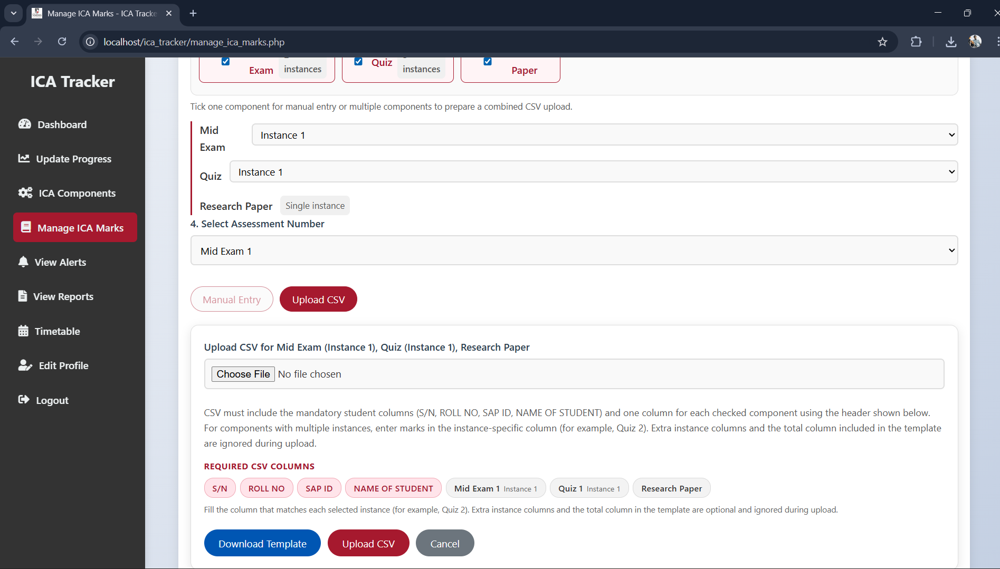 Manage ICA Marks - ICA Tracke
localhost/ica_tracker/manage_ica_marks.php
ICA Tracker
Dashboard
Update Progress
ICA Components
Manage ICA Marks
View Alerts
View Reports
Timetable
Edit Profile
Logout
Exam
instances
Quiz
instances
Paper
Tick one component for manual entry or multiple components to prepare a combined CSV upload.
Mid
Exam
Instance 1
Quiz
Instance 1
Research Paper
Single instance
4. Select Assessment Number
Mid Exam 1
Manual Entry
Upload CSV
Upload CSV for Mid Exam (Instance 1), Quiz (Instance 1), Research Paper
Choose File No file chosen
CSV must include the mandatory student columns (S/N, ROLL NO, SAP ID, NAME OF STUDENT) and one column for each checked component using the header shown below.
For components with multiple instances, enter marks in the instance-specific column (for example, Quiz 2). Extra instance columns and the total column included in the template
are ignored during upload.
REQUIRED CSV COLUMNS
S/N ROLL NO SAP ID NAME OF STUDENT Mid Exam 1 Instance 1 Quiz 1 Instance 1 Research Paper
Fill the column that matches each selected instance (for example, Quiz 2). Extra instance columns and the total column in the template are optional and ignored during upload.
Download Template
Upload CSV
Cancel